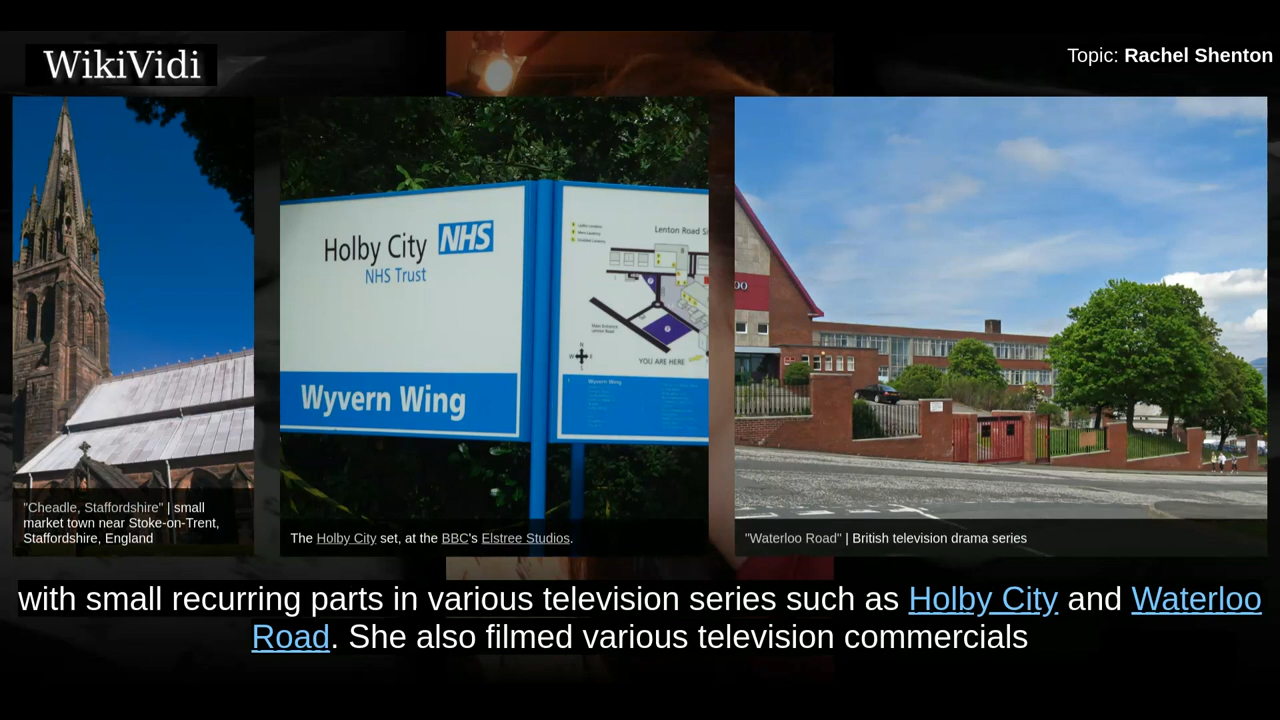 WikiVidi
Topic: Rachel Shenton
Holby City NHS
NHS Trust
Wyvern Wing
Lenton Road
YOU ARE HERE
Wyvern Wing
"Cheadle, Staffordshire" | small
market town near Stoke-on-Trent,
Staffordshire, England
The Holby City set, at the BBC's Elstree Studios.
"Waterloo Road" | British television drama series
with small recurring parts in various television series such as Holby City and Waterloo
Road. She also filmed various television commercials